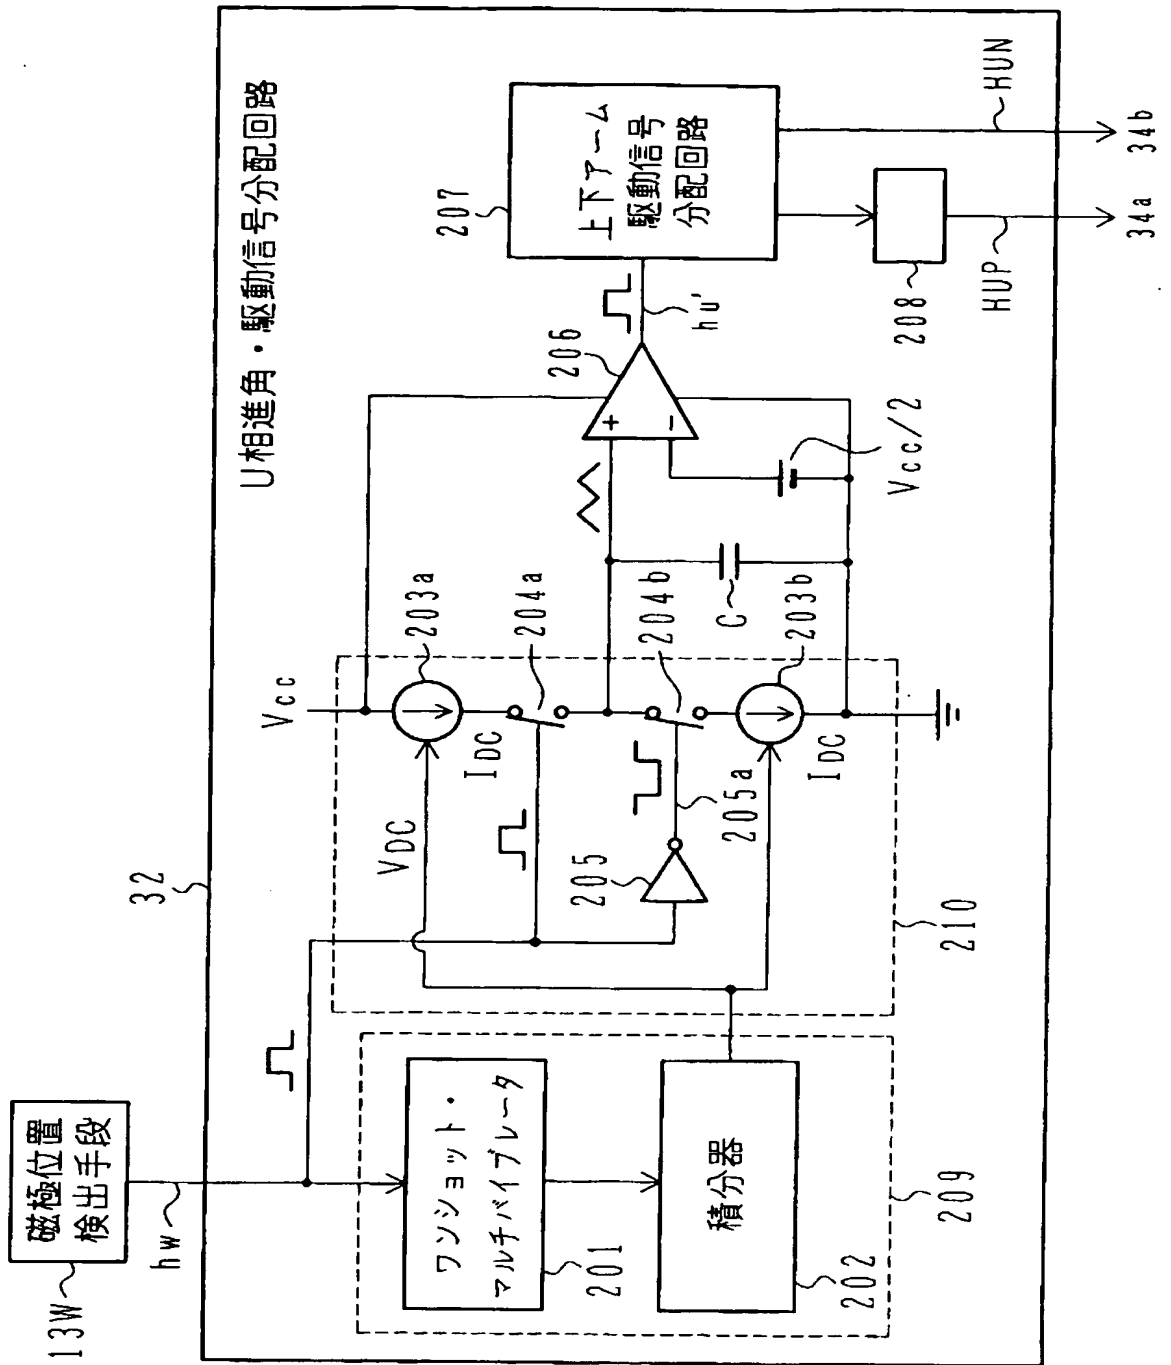 U相進角・駆動信号分配回路
32
13W
磁極位置
検出手段
hw
ワンショット・
マルチバイブレータ
201
積分器
202
209
VDC
Vcc
203a
IDC
204a
205
205a
204b
C
203b
IDC
210
206
+
-
Vcc/2
hu'
207
上下アーム
駆動信号
分配回路
208
HUP
HUN
34a
34b